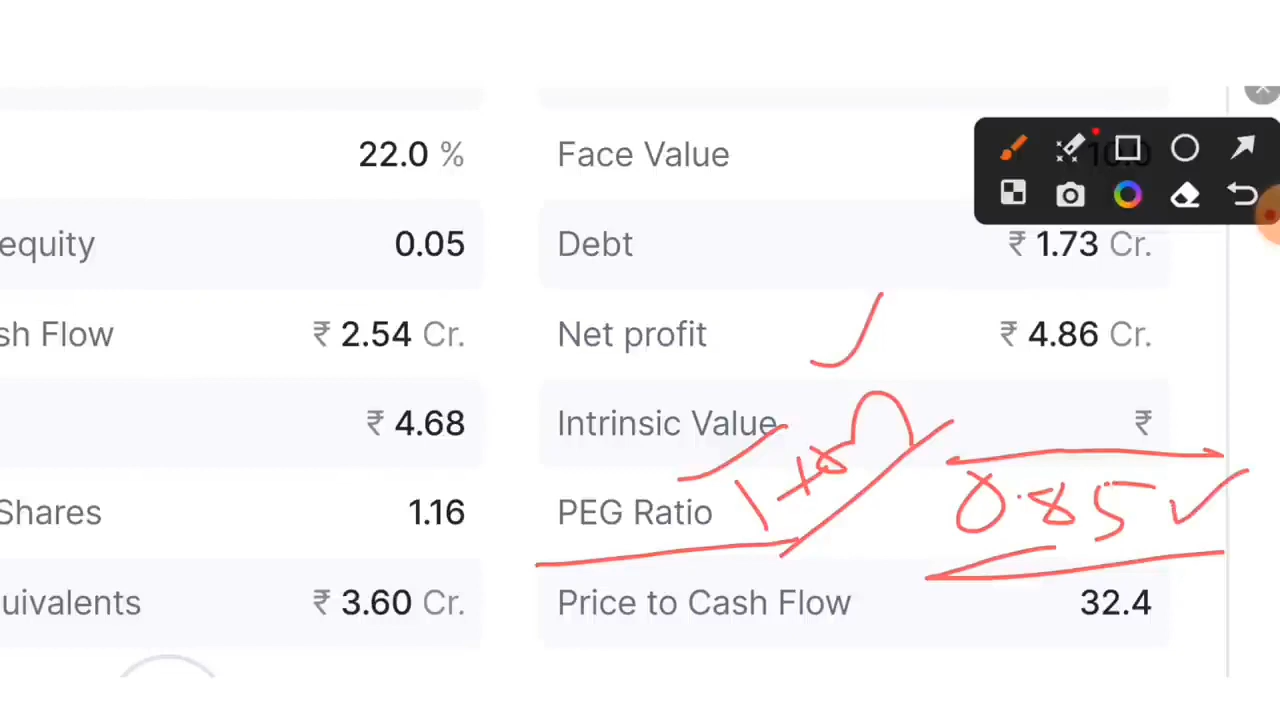 22.0 % Face Value 10.0
equity 0.05 Debt ₹ 1.73 Cr.
sh Flow ₹ 2.54 Cr. Net profit ₹ 4.86 Cr.
₹ 4.68 Intrinsic Value ₹
Shares 1.16 PEG Ratio 0.85
uivalents ₹ 3.60 Cr. Price to Cash Flow 32.4